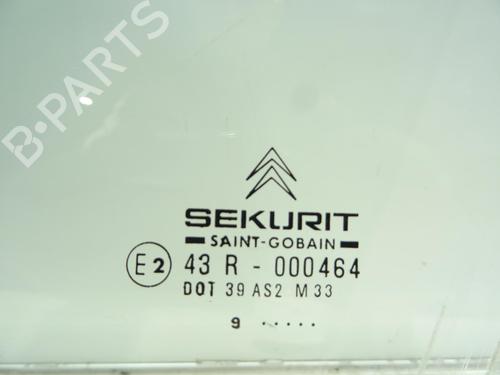 B-PARTS
SEKURIT
SAINT-GOBAIN
E2 43 R - 000464
DOT 39 AS2 M33
9 .....